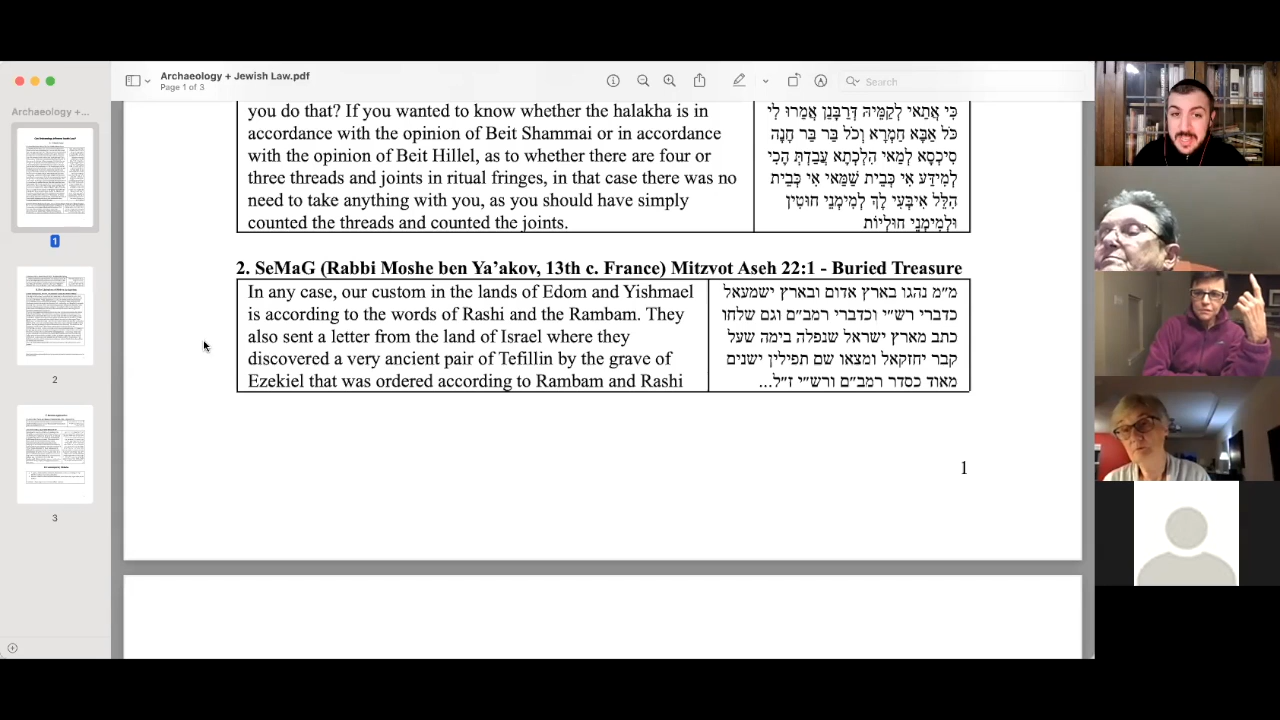 Archaeology + Jewish Law.pdf
Page 1 of 3
Search
Archaeology +...
1
2
3
you do that? If you wanted to know whether the halakha is in
accordance with the opinion of Beit Shammai or in accordance
with the opinion of Beit Hillel, as to whether there are four or
three threads and joints in ritual fringes, in that case there was no
need to take anything with you, as you should have simply
counted the threads and counted the joints.
כִּי אֲתַאי לְקַמֵּיהּ דְּרַבָּנַן אֲמַרוּ לִי
כׇּל אַבָּא חֲמָרָא וְכׇל בַּר בַּר חָנָה
סִיכְסָא לְמַאי הִלְכְתָא עֲבַדְתְּ הָכִי
לְמֵידַע אִי כְּבֵית שַׁמַּאי אִי כְּבֵית
הִלֵּל אִיבְּעִי לָךְ לְמִימְנֵי חוּטִין
וּלְמִימְנֵי חוּלְיוֹת
2. SeMaG (Rabbi Moshe ben Ya'akov, 13th c. France) Mitzvot Aseh 22:1 - Buried Treasure
In any case, our custom in the lands of Edom and Yishmael
is according to the words of Rashi and the Rambam. They
also sent a letter from the land of Israel where they
discovered a very ancient pair of Tefillin by the grave of
Ezekiel that was ordered according to Rambam and Rashi
מ״מ נהגו בארץ אדום ובארץ ישמעאל
כדברי רש״י וכדברי רמב״ם וגם שלחו
כתב מארץ ישראל שנפלה בימה שעל
קבר יחזקאל ומצאו שם תפילין ישנים
מאוד כסדר רמב״ם ורש״י ז״ל...
1